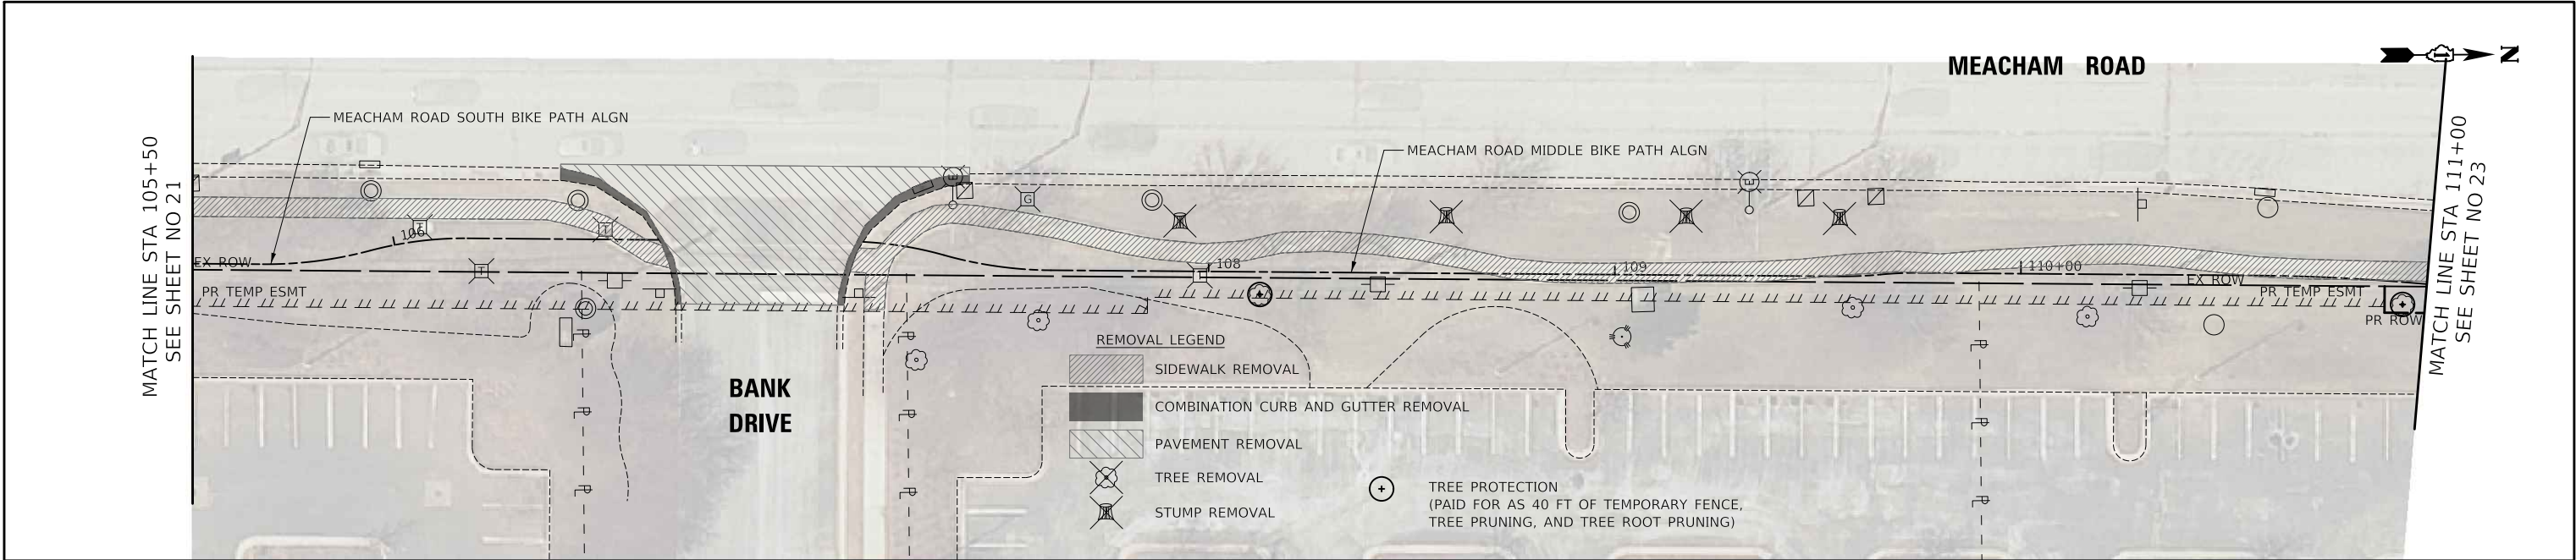 MEACHAM ROAD
N
MEACHAM ROAD SOUTH BIKE PATH ALGN
MEACHAM ROAD MIDDLE BIKE PATH ALGN
MATCH LINE STA 105+50
SEE SHEET NO 21
MATCH LINE STA 111+00
SEE SHEET NO 23
E
E
G
T
T
T
106
108
109
110+00
EX ROW
EX ROW
PR TEMP ESMT
PR TEMP ESMT
PR ROW
BANK
DRIVE
P
P
P
P
P
P
P
P
P
REMOVAL LEGEND
SIDEWALK REMOVAL
COMBINATION CURB AND GUTTER REMOVAL
PAVEMENT REMOVAL
TREE REMOVAL
STUMP REMOVAL
TREE PROTECTION
(PAID FOR AS 40 FT OF TEMPORARY FENCE,
TREE PRUNING, AND TREE ROOT PRUNING)